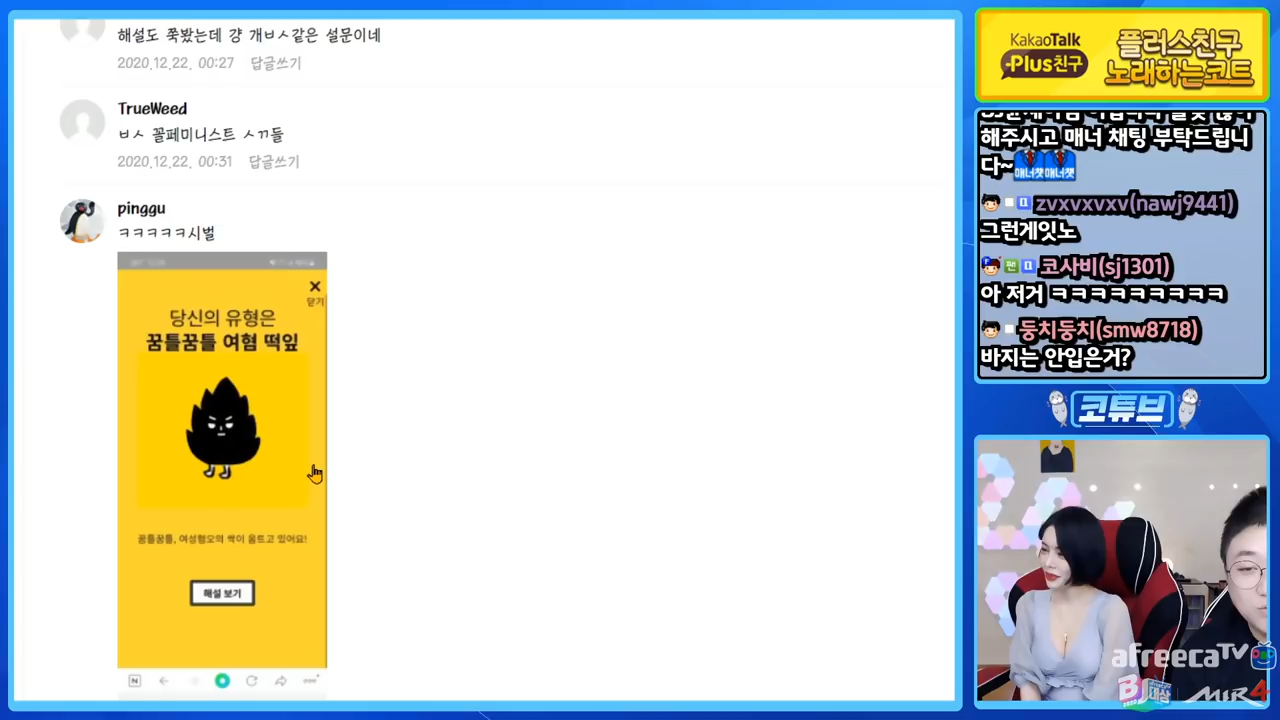 해설도 쭉봤는데 걍 개ㅂㅅ같은 설문이네
2020.12.22. 00:27 답글쓰기
TrueWeed
ㅂㅅ 꼴페미니스트 ㅅㄲ들
2020.12.22. 00:31 답글쓰기
pinggu
ㅋㅋㅋㅋㅋ시벌
닫기
당신의 유형은
꿈틀꿈틀 여혐 떡잎
꿈틀꿈틀, 여성혐오의 싹이 움트고 있어요!
해설 보기
N
KakaoTalk
Plus친구
플러스친구
노래하는코트
해주시고 매너 채팅 부탁드립니
다~
매너챗 매너챗
zvxvxvxv(nawj9441)
그런게잇노
코사비(sj1301)
아 저거 ㅋㅋㅋㅋㅋㅋㅋㅋㅋ
둥치둥치(smw8718)
바지는 안입은거?
코튜브
afreecaTV
BJ대상
MIR4